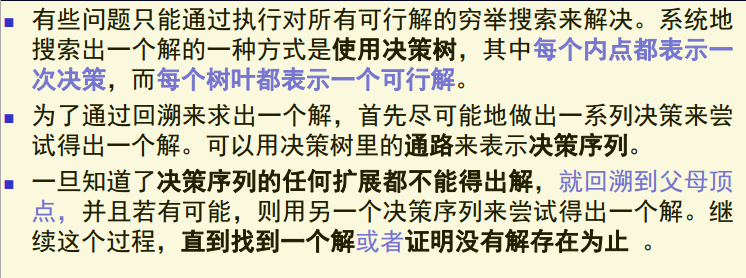 有些问题只能通过执行对所有可行解的穷举搜索来解决。系统地
搜索出一个解的一种方式是使用决策树，其中每个内点都表示一
次决策，而每个树叶都表示一个可行解。
为了通过回溯来求出一个解，首先尽可能地做出一系列决策来尝
试得出一个解。可以用决策树里的通路来表示决策序列。
一旦知道了决策序列的任何扩展都不能得出解，就回溯到父母顶
点，并且若有可能，则用另一个决策序列来尝试得出一个解。继
续这个过程，直到找到一个解或者证明没有解存在为止 。